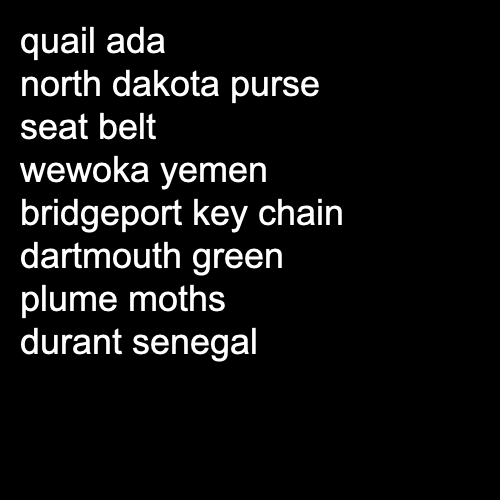 quail ada
north dakota purse
seat belt
wewoka yemen
bridgeport key chain
dartmouth green
plume moths
durant senegal